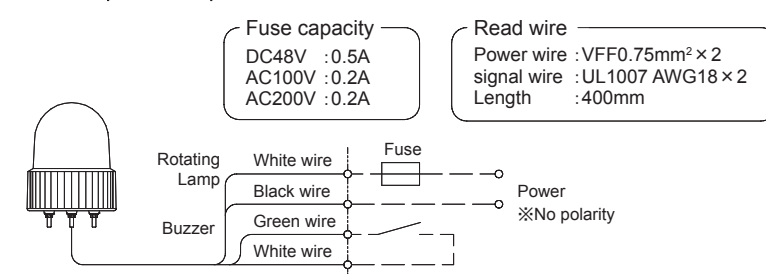 Fuse capacity
DC48V : 0.5A
AC100V : 0.2A
AC200V : 0.2A
Read wire
Power wire : VFF0.75mm² × 2
signal wire : UL1007 AWG18 × 2
Length : 400mm
Rotating
Lamp
White wire
Fuse
Black wire
Power
※No polarity
Buzzer
Green wire
White wire